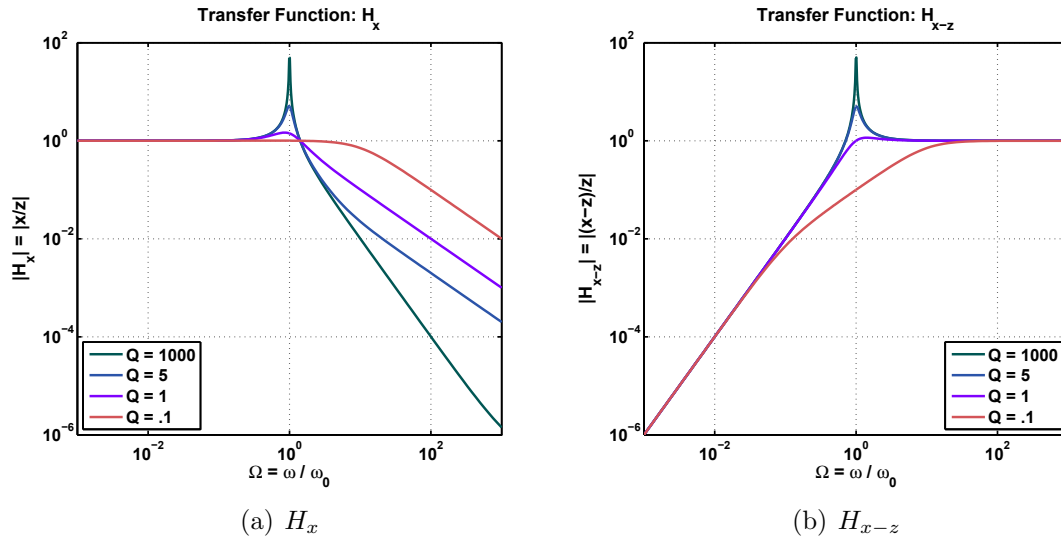 Transfer Function: H_x
|H_x| = |x/z|
10^2
10^0
10^−2
10^−4
10^−6
Q = 1000
Q = 5
Q = 1
Q = .1
10^−2
10^0
10^2
Ω = ω / ω_0
(a) H_x
Transfer Function: H_x−z
|H_x−z| = |(x−z)/z|
10^2
10^0
10^−2
10^−4
10^−6
Q = 1000
Q = 5
Q = 1
Q = .1
10^−2
10^0
10^2
Ω = ω / ω_0
(b) H_x−z